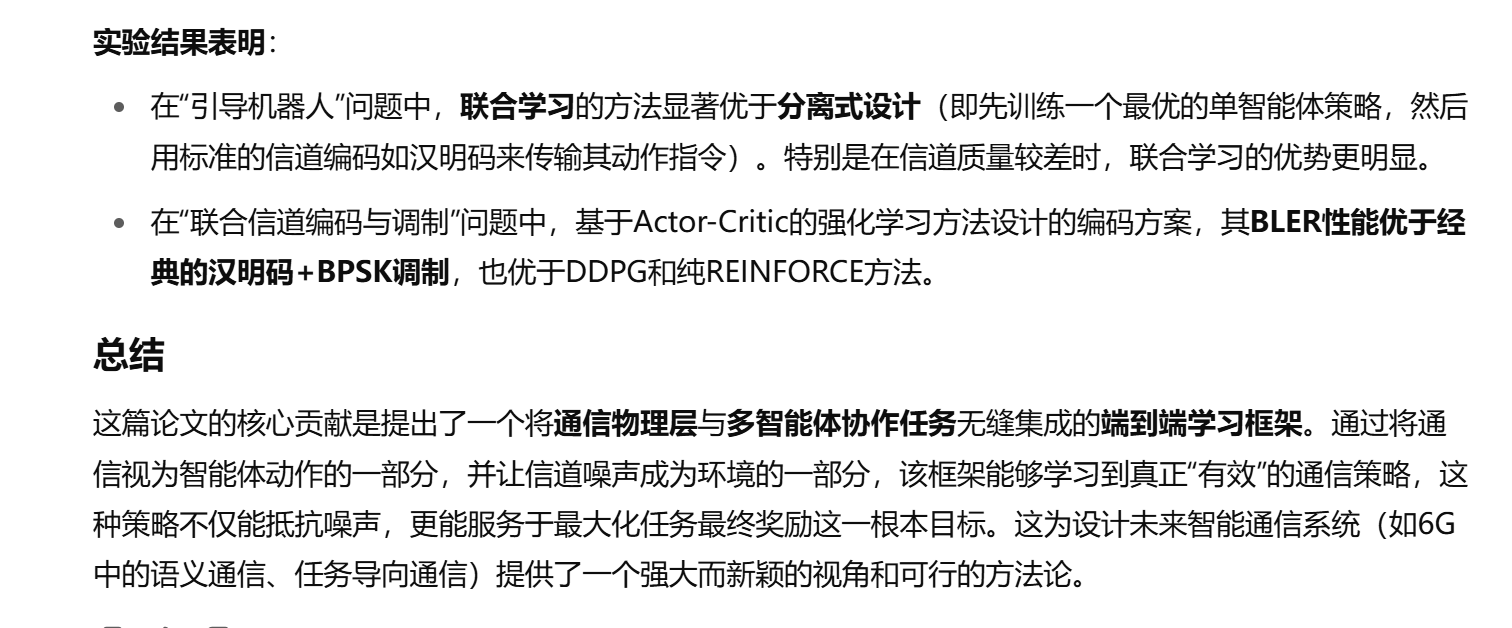 实验结果表明：
在“引导机器人”问题中，联合学习的方法显著优于分离式设计（即先训练一个最优的单智能体策略，然后
用标准的信道编码如汉明码来传输其动作指令）。特别是在信道质量较差时，联合学习的优势更明显。
在“联合信道编码与调制”问题中，基于Actor-Critic的强化学习方法设计的编码方案，其BLER性能优于经
典的汉明码+BPSK调制，也优于DDPG和纯REINFORCE方法。
总结
这篇论文的核心贡献是提出了一个将通信物理层与多智能体协作任务无缝集成的端到端学习框架。通过将通
信视为智能体动作的一部分，并让信道噪声成为环境的一部分，该框架能够学习到真正“有效”的通信策略，这
种策略不仅能抵抗噪声，更能服务于最大化任务最终奖励这一根本目标。这为设计未来智能通信系统（如6G
中的语义通信、任务导向通信）提供了一个强大而新颖的视角和可行的方法论。